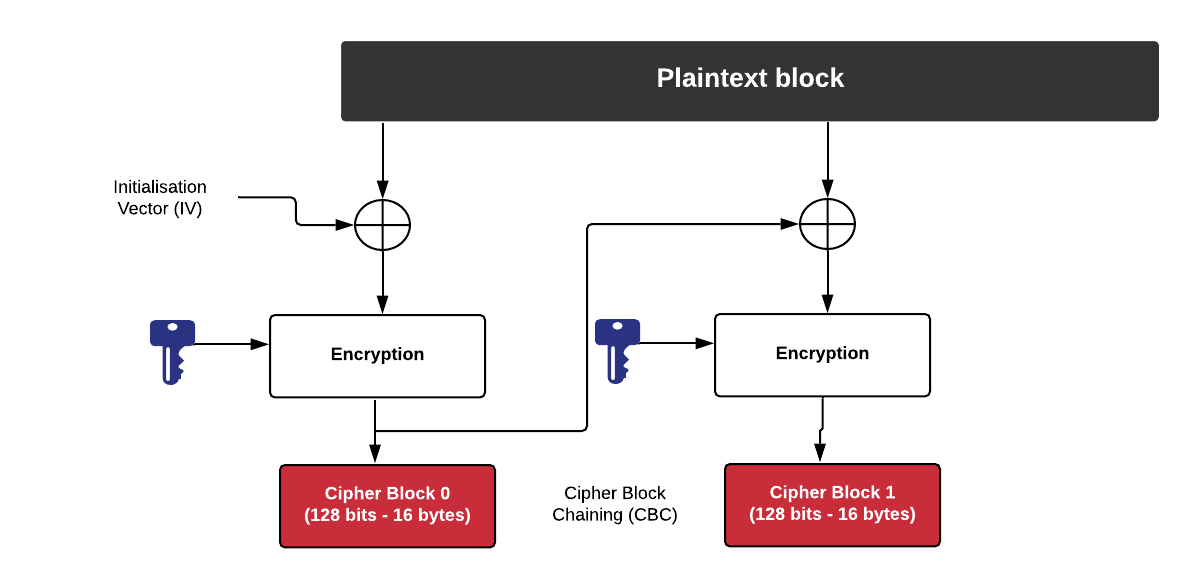 Plaintext block
Initialisation
Vector (IV)
Encryption
Encryption
Cipher Block 0
(128 bits - 16 bytes)
Cipher Block
Chaining (CBC)
Cipher Block 1
(128 bits - 16 bytes)